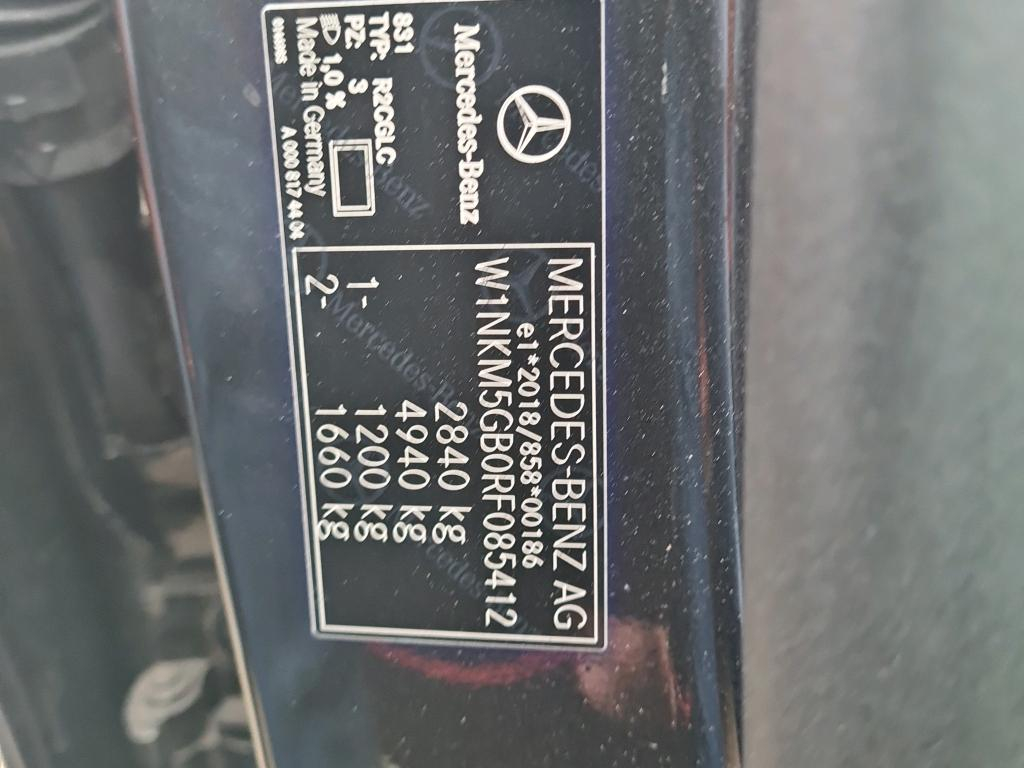 Mercedes-Benz
831
TYP: R2CGLC
PZ: 3
1,0 %
Made in Germany
A 000 817 44 04
MERCEDES-BENZ AG
e1*2018/858*00186
W1NKM5GB0RF085412
2840 kg
4940 kg
1- 1200 kg
2- 1660 kg